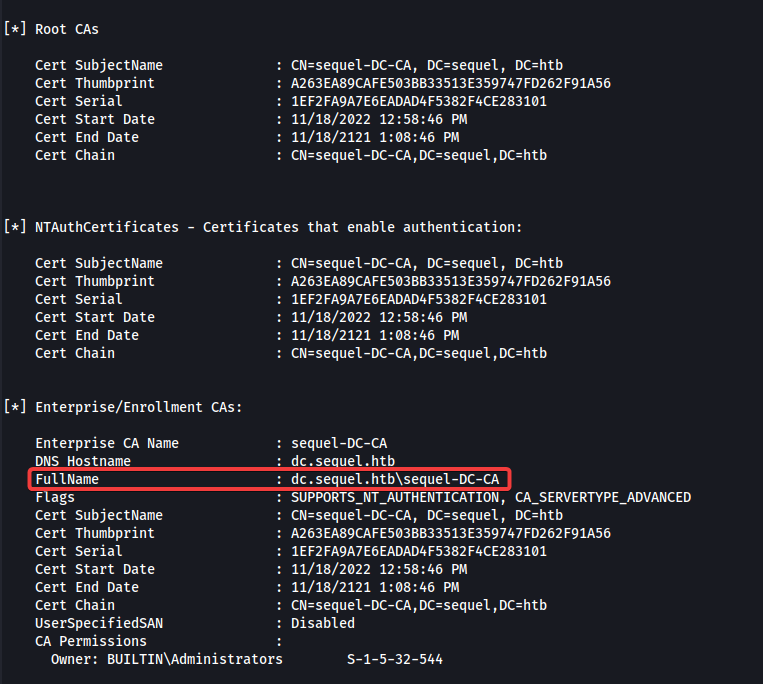 [*] Root CAs
Cert SubjectName : CN=sequel-DC-CA, DC=sequel, DC=htb
Cert Thumbprint : A263EA89CAFE503BB33513E359747FD262F91A56
Cert Serial : 1EF2FA9A7E6EADAD4F5382F4CE283101
Cert Start Date : 11/18/2022 12:58:46 PM
Cert End Date : 11/18/2121 1:08:46 PM
Cert Chain : CN=sequel-DC-CA,DC=sequel,DC=htb
[*] NTAuthCertificates - Certificates that enable authentication:
Cert SubjectName : CN=sequel-DC-CA, DC=sequel, DC=htb
Cert Thumbprint : A263EA89CAFE503BB33513E359747FD262F91A56
Cert Serial : 1EF2FA9A7E6EADAD4F5382F4CE283101
Cert Start Date : 11/18/2022 12:58:46 PM
Cert End Date : 11/18/2121 1:08:46 PM
Cert Chain : CN=sequel-DC-CA,DC=sequel,DC=htb
[*] Enterprise/Enrollment CAs:
Enterprise CA Name : sequel-DC-CA
DNS Hostname : dc.sequel.htb
FullName : dc.sequel.htb\sequel-DC-CA
Flags : SUPPORTS_NT_AUTHENTICATION, CA_SERVERTYPE_ADVANCED
Cert SubjectName : CN=sequel-DC-CA, DC=sequel, DC=htb
Cert Thumbprint : A263EA89CAFE503BB33513E359747FD262F91A56
Cert Serial : 1EF2FA9A7E6EADAD4F5382F4CE283101
Cert Start Date : 11/18/2022 12:58:46 PM
Cert End Date : 11/18/2121 1:08:46 PM
Cert Chain : CN=sequel-DC-CA,DC=sequel,DC=htb
UserSpecifiedSAN : Disabled
CA Permissions :
Owner: BUILTIN\Administrators S-1-5-32-544